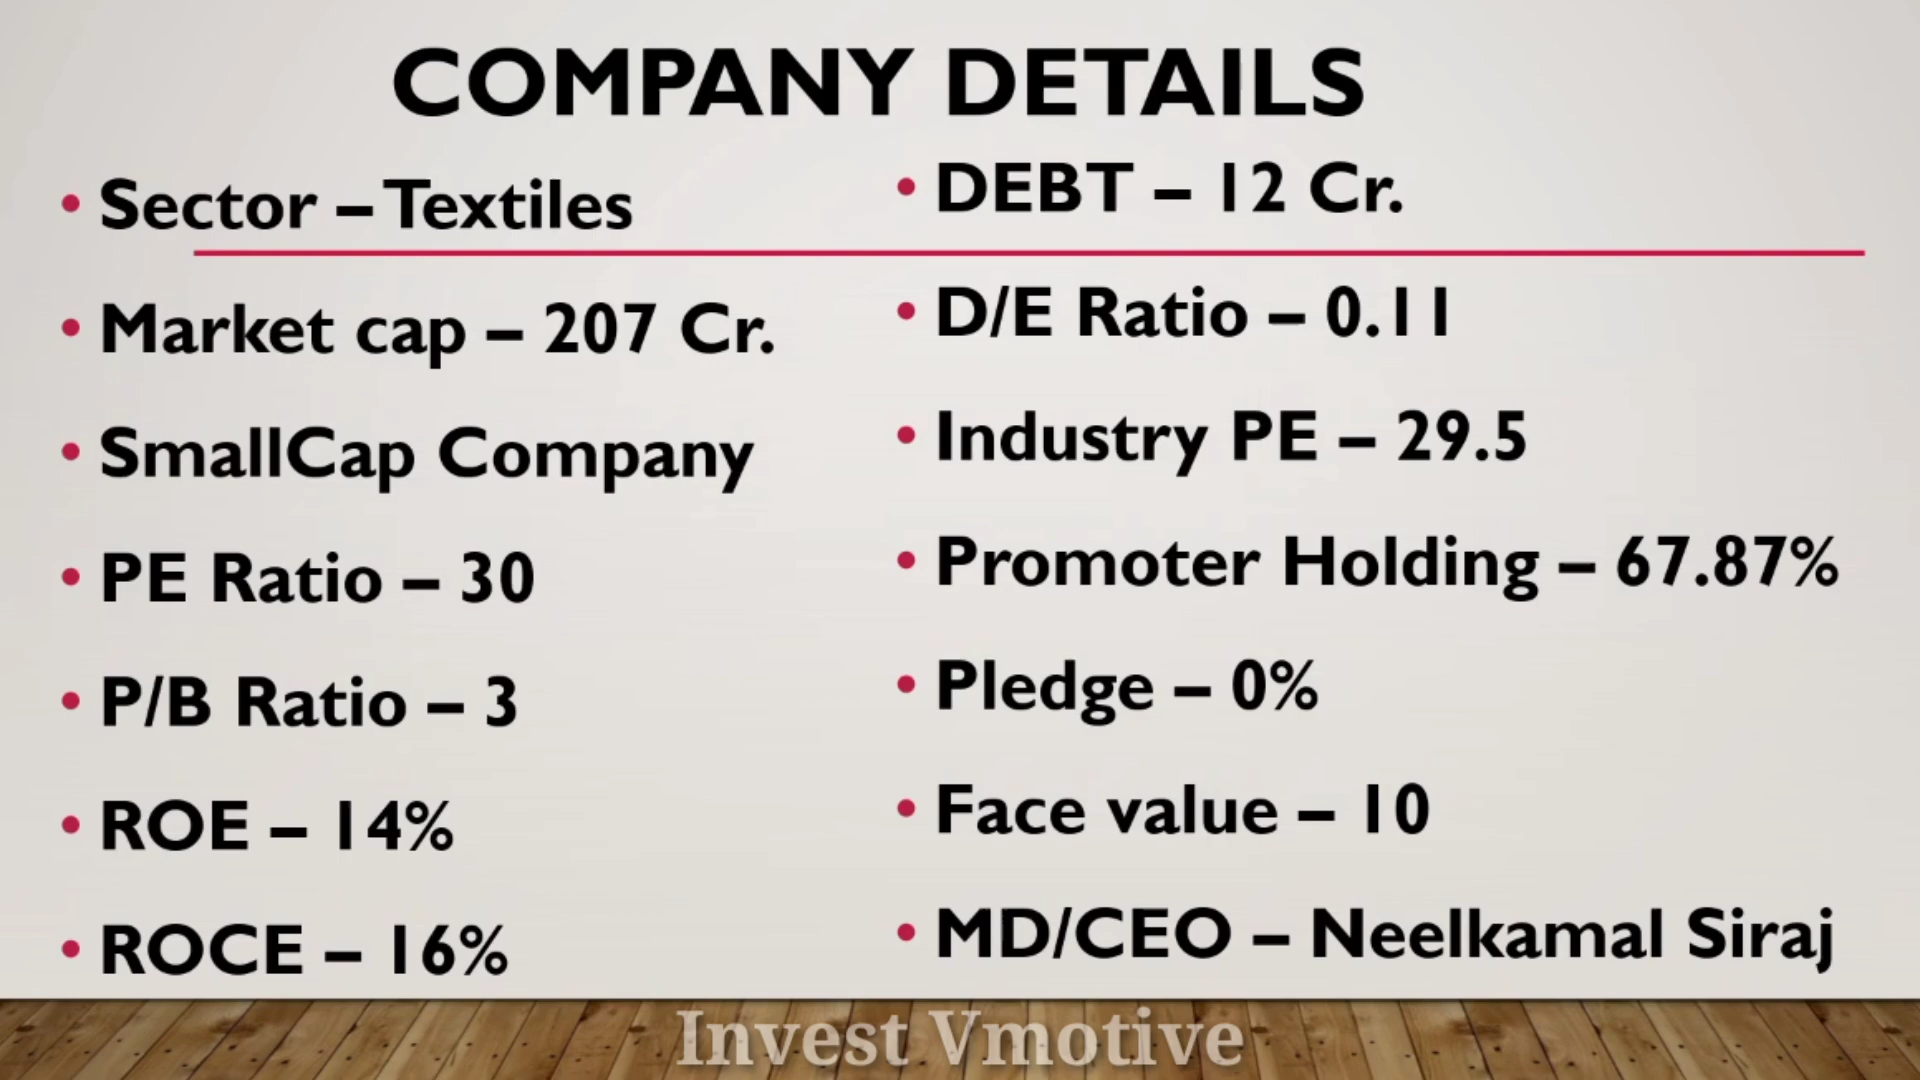 COMPANY DETAILS
• Sector – Textiles
• Market cap – 207 Cr.
• SmallCap Company
• PE Ratio – 30
• P/B Ratio – 3
• ROE – 14%
• ROCE – 16%
• DEBT – 12 Cr.
• D/E Ratio – 0.11
• Industry PE – 29.5
• Promoter Holding – 67.87%
• Pledge – 0%
• Face value – 10
• MD/CEO – Neelkamal Siraj
Invest Vmotive